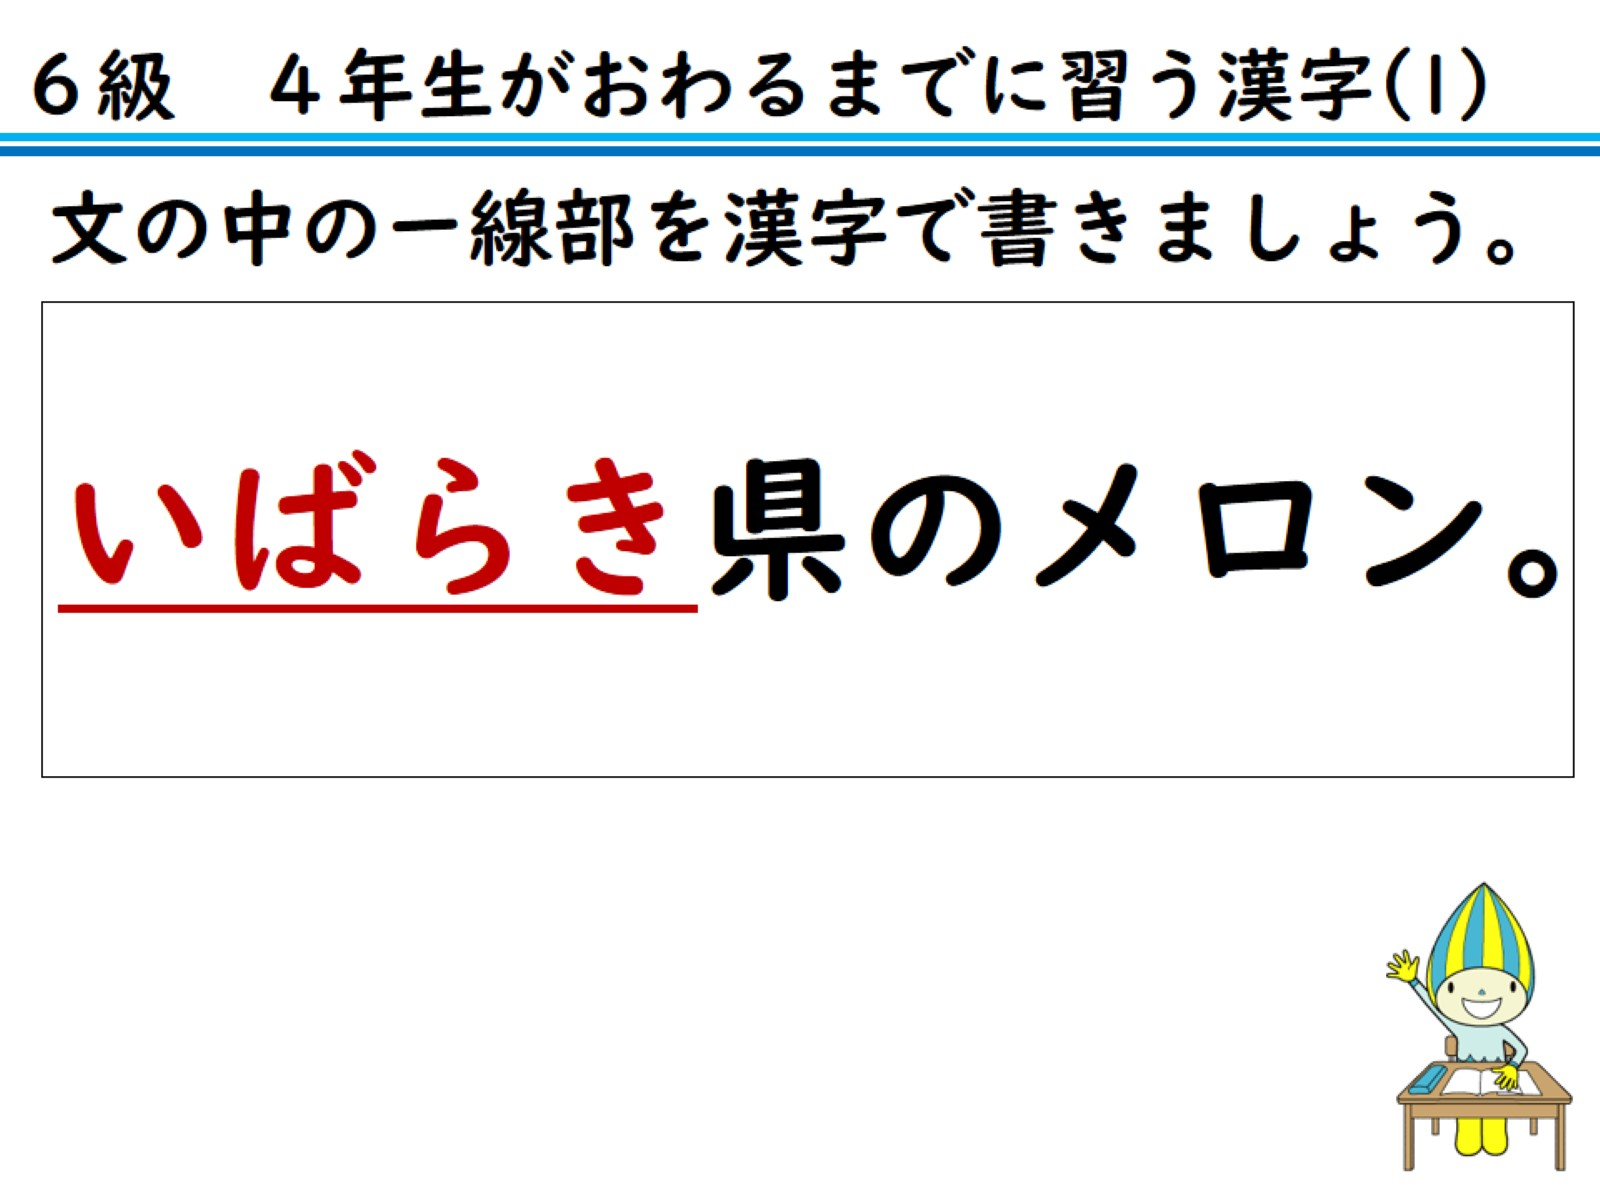 ６級　４年生がおわるまでに習う漢字(1)
文の中の一線部を漢字で書きましょう。
いばらき県のメロン。